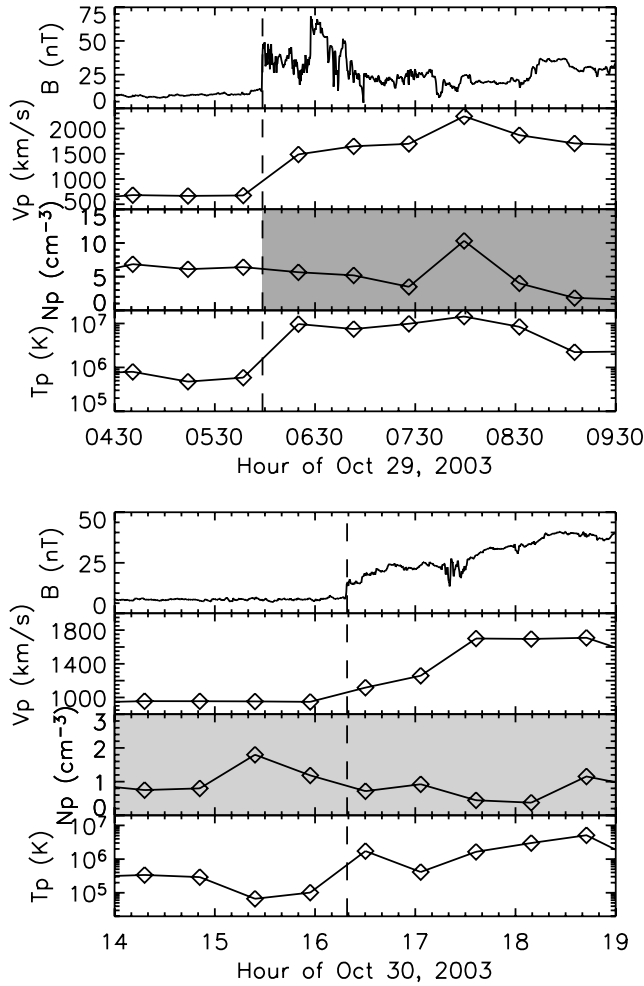 75
50
25
0
B (nT)
2000
1500
1000
500
Vp (km/s)
15
10
5
0
Np (cm⁻³)
10⁷
10⁶
10⁵
Tp (K)
0430 0530 0630 0730 0830 0930
Hour of Oct 29, 2003
50
25
0
B (nT)
1800
1400
1000
Vp (km/s)
3
2
1
0
Np (cm⁻³)
10⁷
10⁶
10⁵
Tp (K)
14 15 16 17 18 19
Hour of Oct 30, 2003